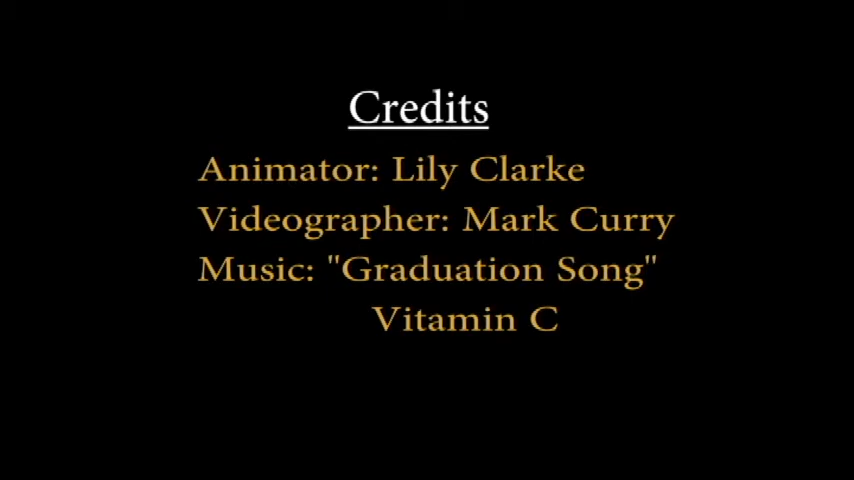 Credits
Animator: Lily Clarke
Videographer: Mark Curry
Music: "Graduation Song"
Vitamin C